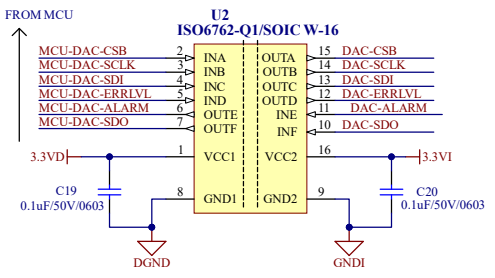 FROM MCU
U2
ISO6762-Q1/SOIC W-16
MCU-DAC-CSB 2 INA OUTA 15 DAC-CSB
MCU-DAC-SCLK 3 INB OUTB 14 DAC-SCLK
MCU-DAC-SDI 4 INC OUTC 13 DAC-SDI
MCU-DAC-ERRLVL 5 IND OUTD 12 DAC-ERRLVL
MCU-DAC-ALARM 6 OUTE INE 11 DAC-ALARM
MCU-DAC-SDO 7 OUTF INF 10 DAC-SDO
3.3VD 1 VCC1 VCC2 16 3.3VI
C19 8 GND1 GND2 9 C20
0.1uF/50V/0603 0.1uF/50V/0603
DGND GNDI